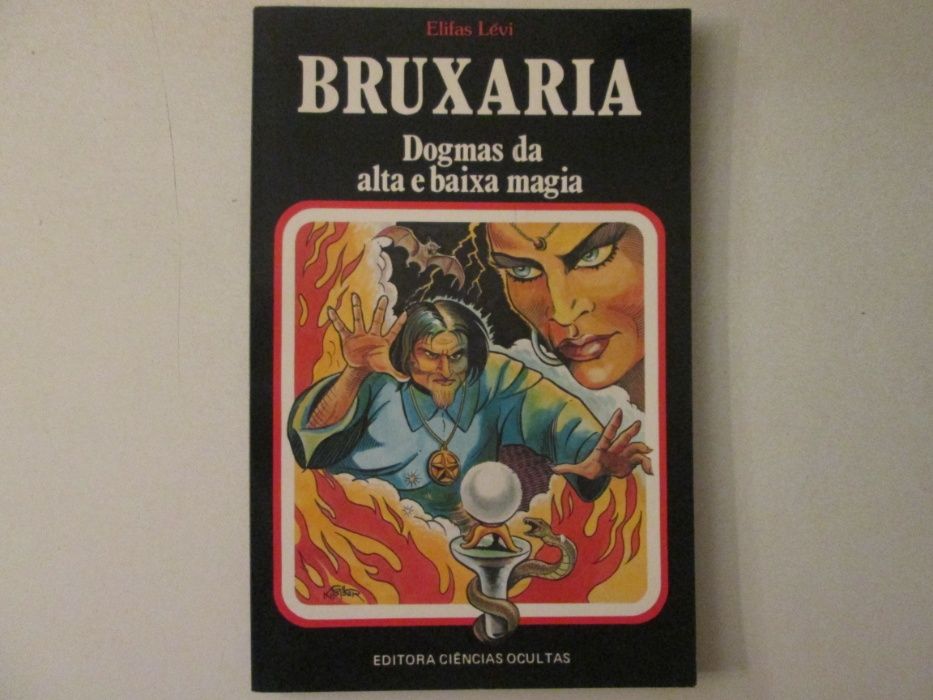 Elifas Lévi
BRUXARIA
Dogmas da
alta e baixa magia
EDITORA CIÊNCIAS OCULTAS